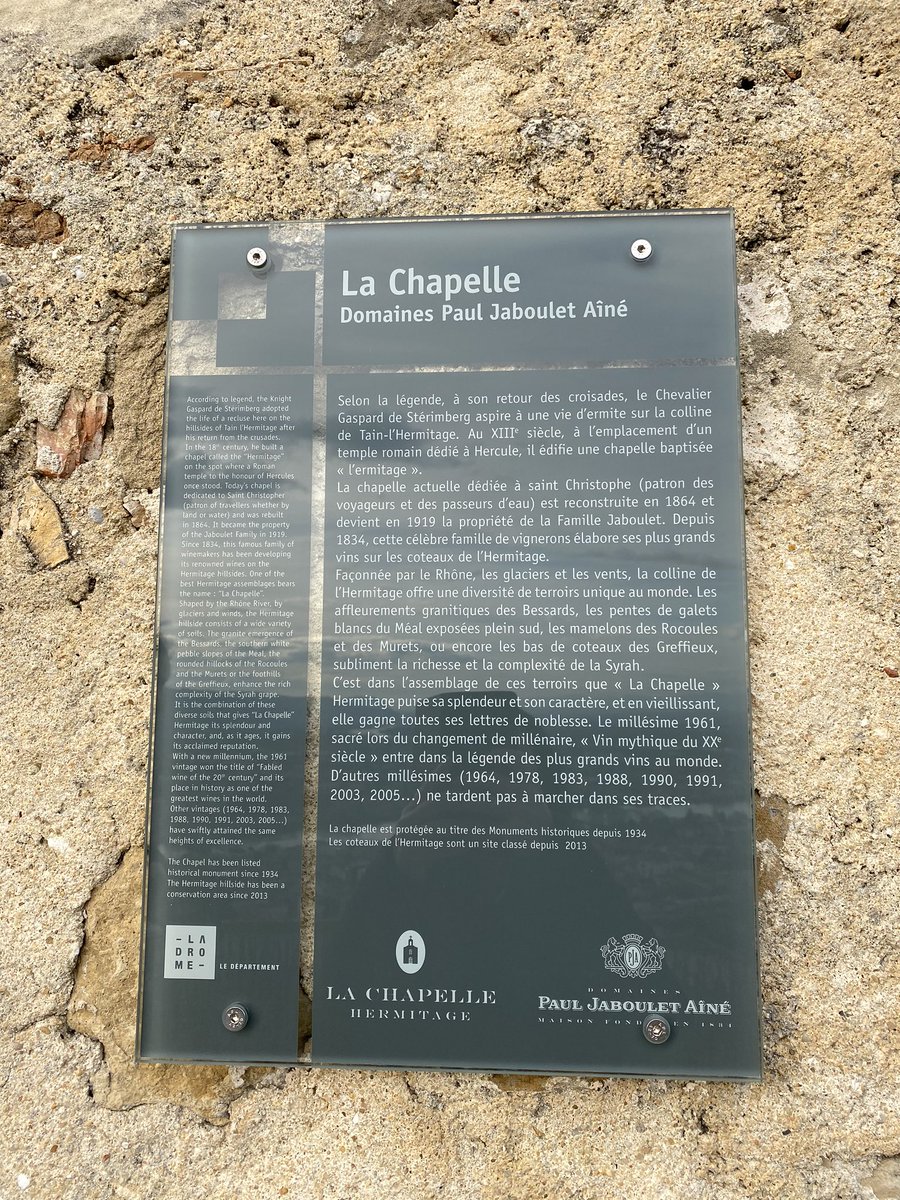 La Chapelle
Domaines Paul Jaboulet Aîné
According to legend, the Knight
Gaspard de Stérimberg adopted
the life of a recluse here on the
hillsides of Tain l'Hermitage after
his return from the crusades.
In the 18th century, he built a
chapel called the "Hermitage"
on the spot where a Roman
temple to the honour of Hercules
once stood. Today's chapel is
dedicated to Saint Christopher
(patron of travellers whether by
land or water) and was rebuilt
in 1864. It became the property
of the Jaboulet Family in 1919.
Since 1834, this famous family of
winemakers has been developing
its renowned wines on the
Hermitage hillsides. One of the
best Hermitage assemblages bears
the name : "La Chapelle".
Shaped by the Rhône River, by
glaciers and winds, the Hermitage
hillside consists of a wide variety
of soils. The granite emergence of
the Bessards, the southern white
pebble slopes of the Méal, the
rounded hillocks of the Rocoules
and the Murets or the foothills
of the Greffieux, enhance the rich
complexity of the Syrah grape.
It is the combination of these
diverse soils that gives "La Chapelle"
Hermitage its splendour and
character, and, as it ages, it gains
its acclaimed reputation.
With a new millennium, the 1961
vintage won the title of "Fabled
wine of the 20th century" and its
place in history as one of the
greatest wines in the world.
Other vintages (1964, 1978, 1983,
1988, 1990, 1991, 2003, 2005...)
have swiftly attained the same
heights of excellence.
The Chapel has been listed
historical monument since 1934
The Hermitage hillside has been a
conservation area since 2013
Selon la légende, à son retour des croisades, le Chevalier
Gaspard de Stérimberg aspire à une vie d'ermite sur la colline
de Tain-l'Hermitage. Au XIIIe siècle, à l'emplacement d'un
temple romain dédié à Hercule, il édifie une chapelle baptisée
« l'ermitage ».
La chapelle actuelle dédiée à saint Christophe (patron des
voyageurs et des passeurs d'eau) est reconstruite en 1864 et
devient en 1919 la propriété de la Famille Jaboulet. Depuis
1834, cette célèbre famille de vignerons élabore ses plus grands
vins sur les coteaux de l'Hermitage.
Façonnée par le Rhône, les glaciers et les vents, la colline de
l'Hermitage offre une diversité de terroirs unique au monde. Les
affleurements granitiques des Bessards, les pentes de galets
blancs du Méal exposées plein sud, les mamelons des Rocoules
et des Murets, ou encore les bas de coteaux des Greffieux,
subliment la richesse et la complexité de la Syrah.
C'est dans l'assemblage de ces terroirs que « La Chapelle »
Hermitage puise sa splendeur et son caractère, et en vieillissant,
elle gagne toutes ses lettres de noblesse. Le millésime 1961,
sacré lors du changement de millénaire, « Vin mythique du XXe
siècle » entre dans la légende des plus grands vins au monde.
D'autres millésimes (1964, 1978, 1983, 1988, 1990, 1991,
2003, 2005...) ne tardent pas à marcher dans ses traces.
La chapelle est protégée au titre des Monuments historiques depuis 1934
Les coteaux de l'Hermitage sont un site classé depuis 2013
- LA
DRO
ME -
LE DÉPARTEMENT
LA CHAPELLE
HERMITAGE
DOMAINES
PAUL JABOULET AÎNÉ
MAISON EN 1834